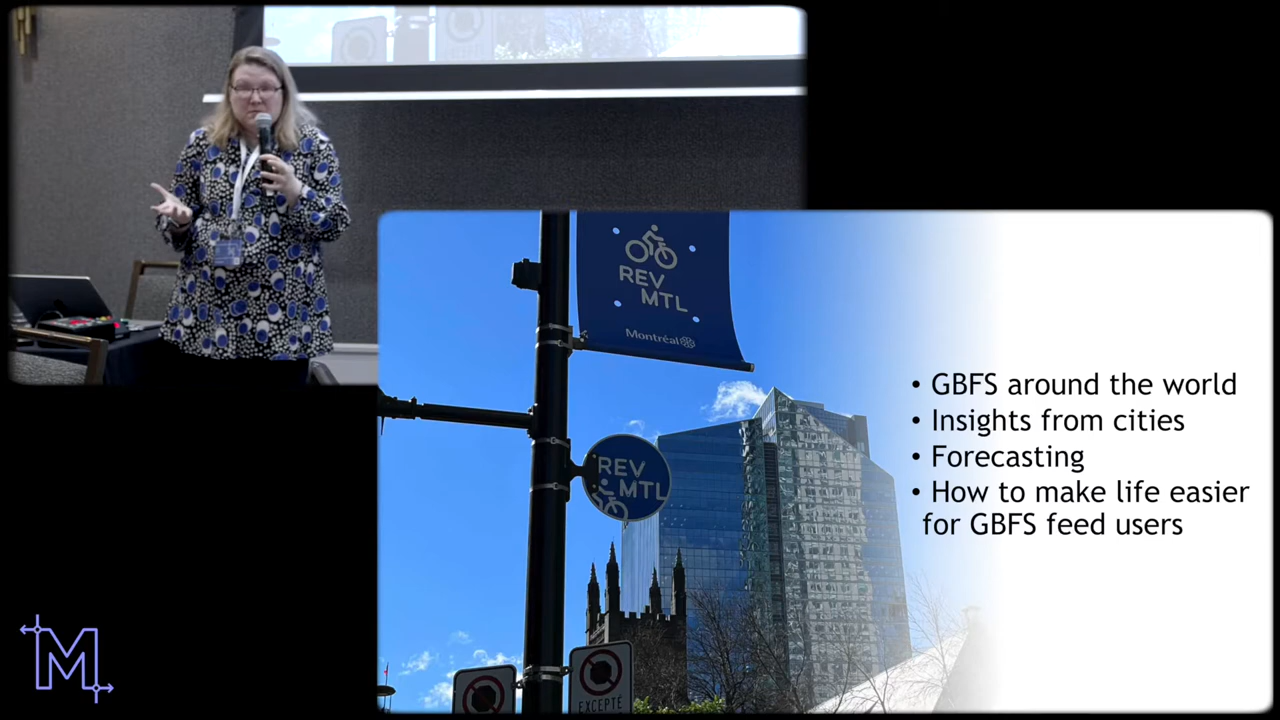 REV
MTL
Montréal
REV
MTL
EXCEPTÉ
• GBFS around the world
• Insights from cities
• Forecasting
• How to make life easier
for GBFS feed users
M